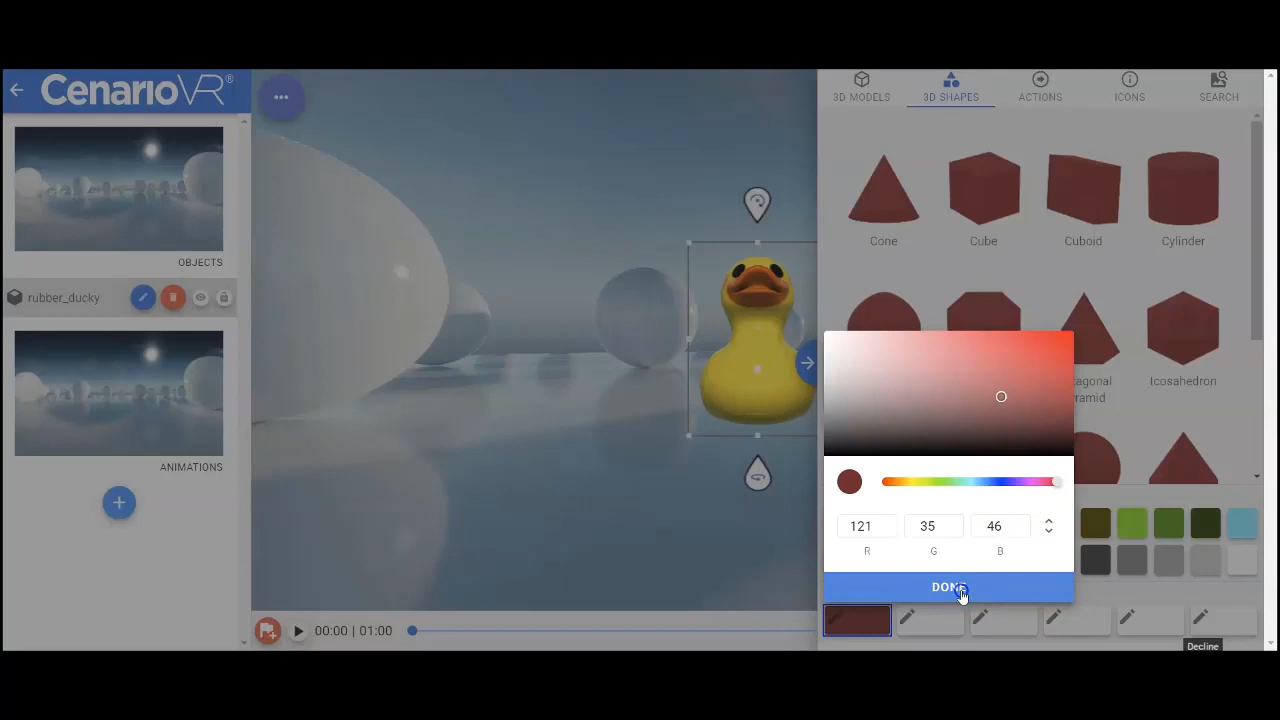 CenarioVR®
3D MODELS
3D SHAPES
ACTIONS
ICONS
SEARCH
Cone
Cube
Cuboid
Cylinder
OBJECTS
rubber_ducky
Icosahedron
ANIMATIONS
121
35
46
R
G
B
DONE
00:00 | 01:00
Decline